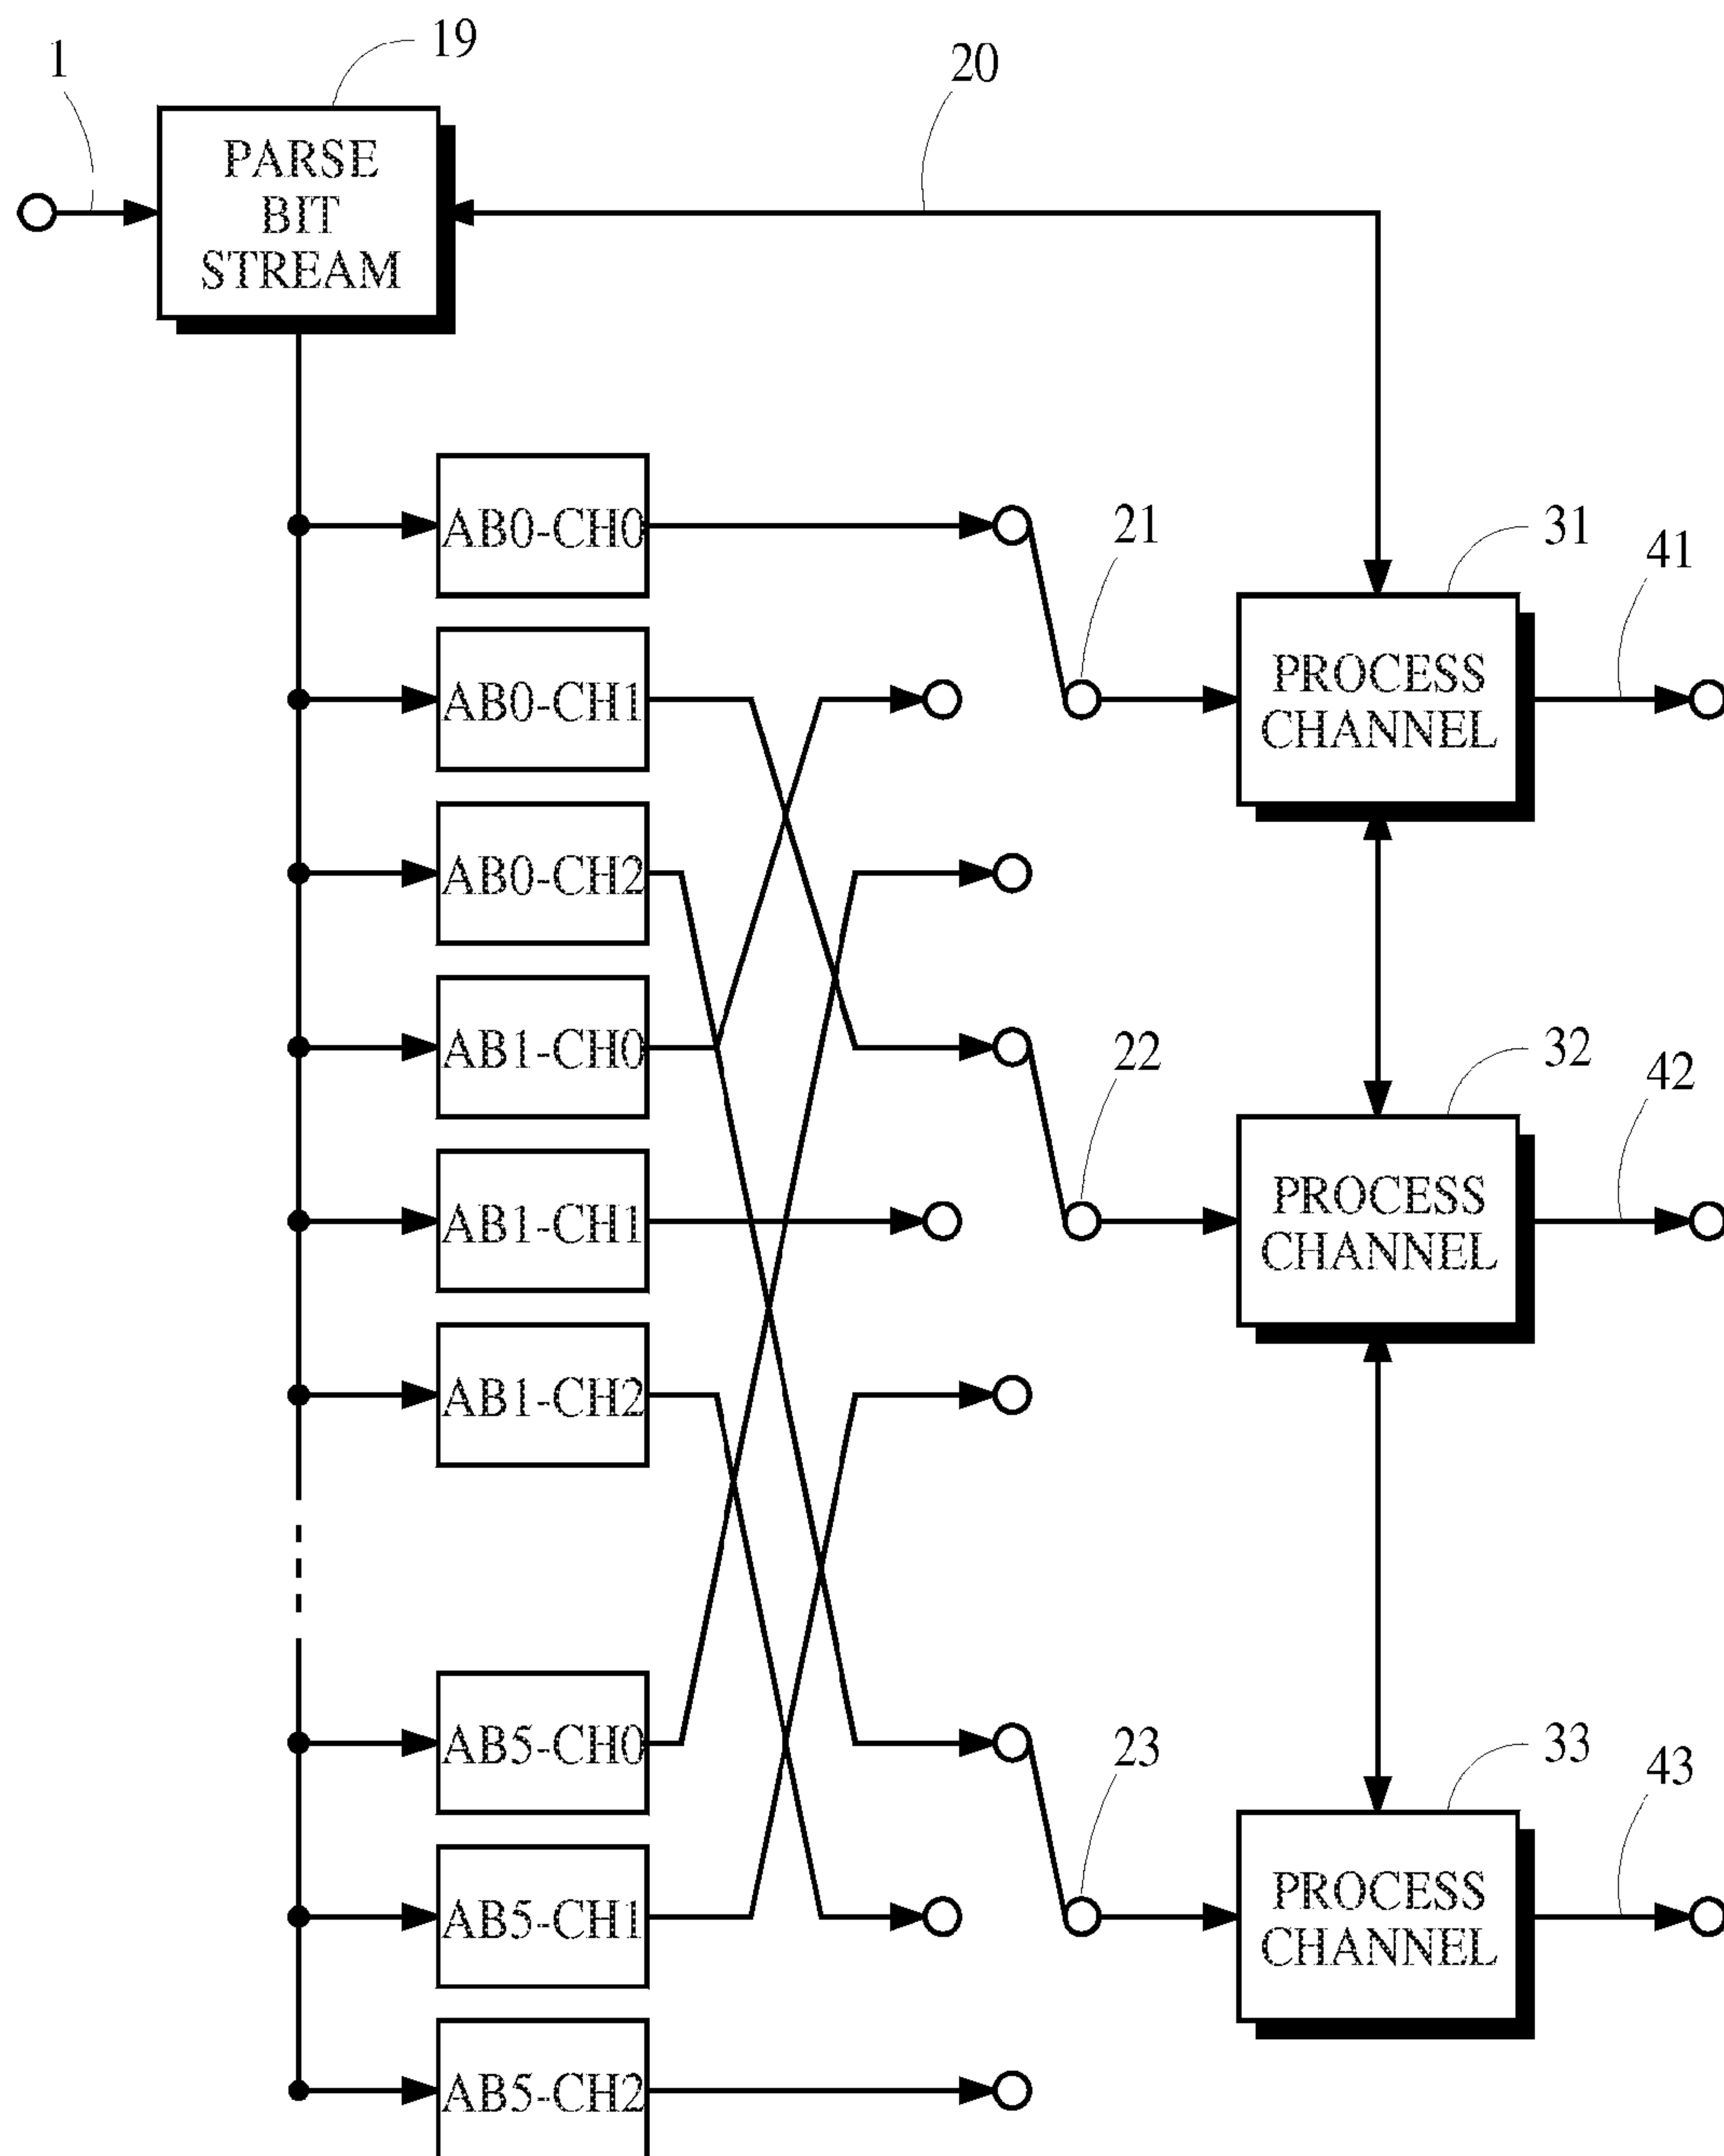 1
19
20
PARSE
BIT
STREAM
AB0-CH0
21
31
41
AB0-CH1
PROCESS
CHANNEL
AB0-CH2
AB1-CH0
22
32
42
AB1-CH1
PROCESS
CHANNEL
AB1-CH2
AB5-CH0
23
33
43
AB5-CH1
PROCESS
CHANNEL
AB5-CH2